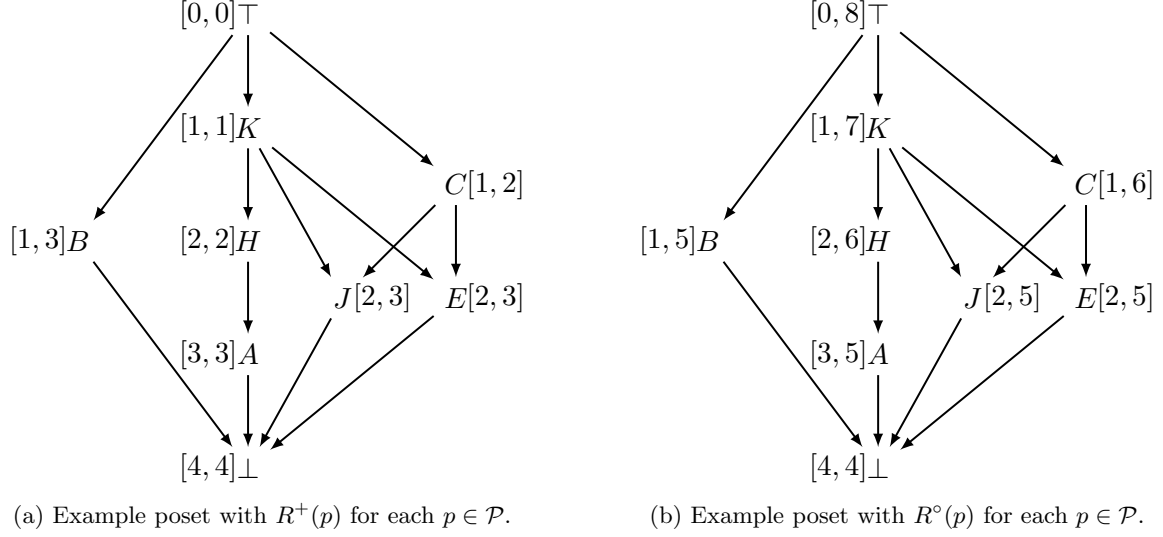 [0, 0]⊤ [0, 8]⊤
[1, 1]K [1, 7]K
C[1, 2] C[1, 6]
[1, 3]B [2, 2]H [1, 5]B [2, 6]H
J[2, 3] E[2, 3] J[2, 5] E[2, 5]
[3, 3]A [3, 5]A
[4, 4]⊥ [4, 4]⊥
(a) Example poset with R⁺(p) for each p ∈ 𝒫. (b) Example poset with R°(p) for each p ∈ 𝒫.